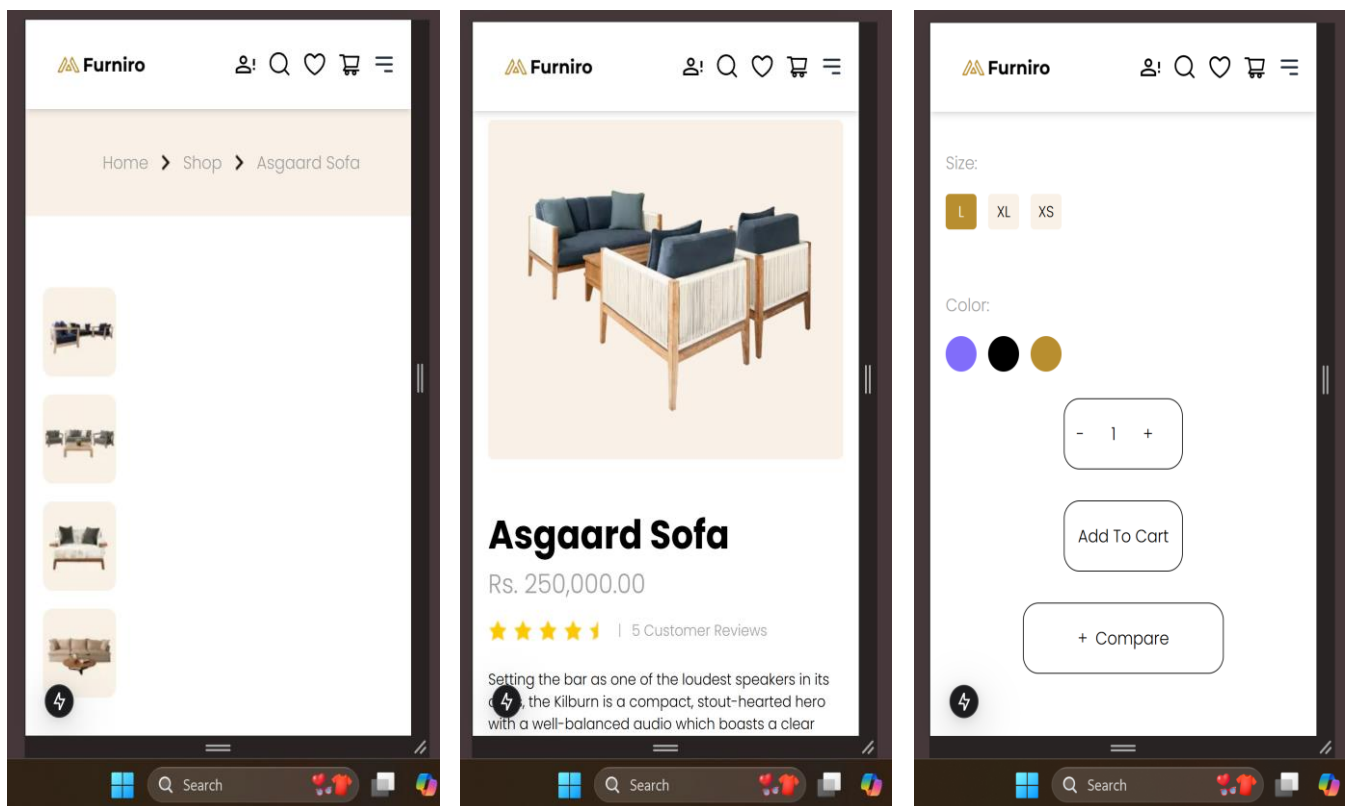 Furniro
Home > Shop > Asgaard Sofa
Search
Furniro
Asgaard Sofa
Rs. 250,000.00
| 5 Customer Reviews
Setting the bar as one of the loudest speakers in its
, the Kilburn is a compact, stout-hearted hero
with a well-balanced audio which boasts a clear
Search
Furniro
Size:
L XL XS
Color:
- 1 +
Add To Cart
+ Compare
Search